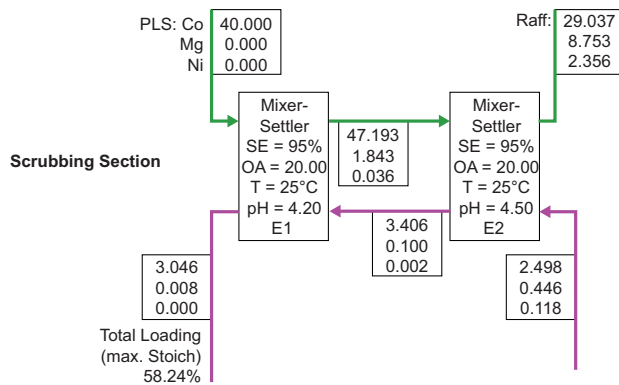 PLS: Co 40.000
Mg 0.000
Ni 0.000
Raff: 29.037
8.753
2.356
Scrubbing Section
Mixer-
Settler
SE = 95%
OA = 20.00
T = 25°C
pH = 4.20
E1
47.193
1.843
0.036
Mixer-
Settler
SE = 95%
OA = 20.00
T = 25°C
pH = 4.50
E2
3.406
0.100
0.002
3.046
0.008
0.000
2.498
0.446
0.118
Total Loading
(max. Stoich)
58.24%